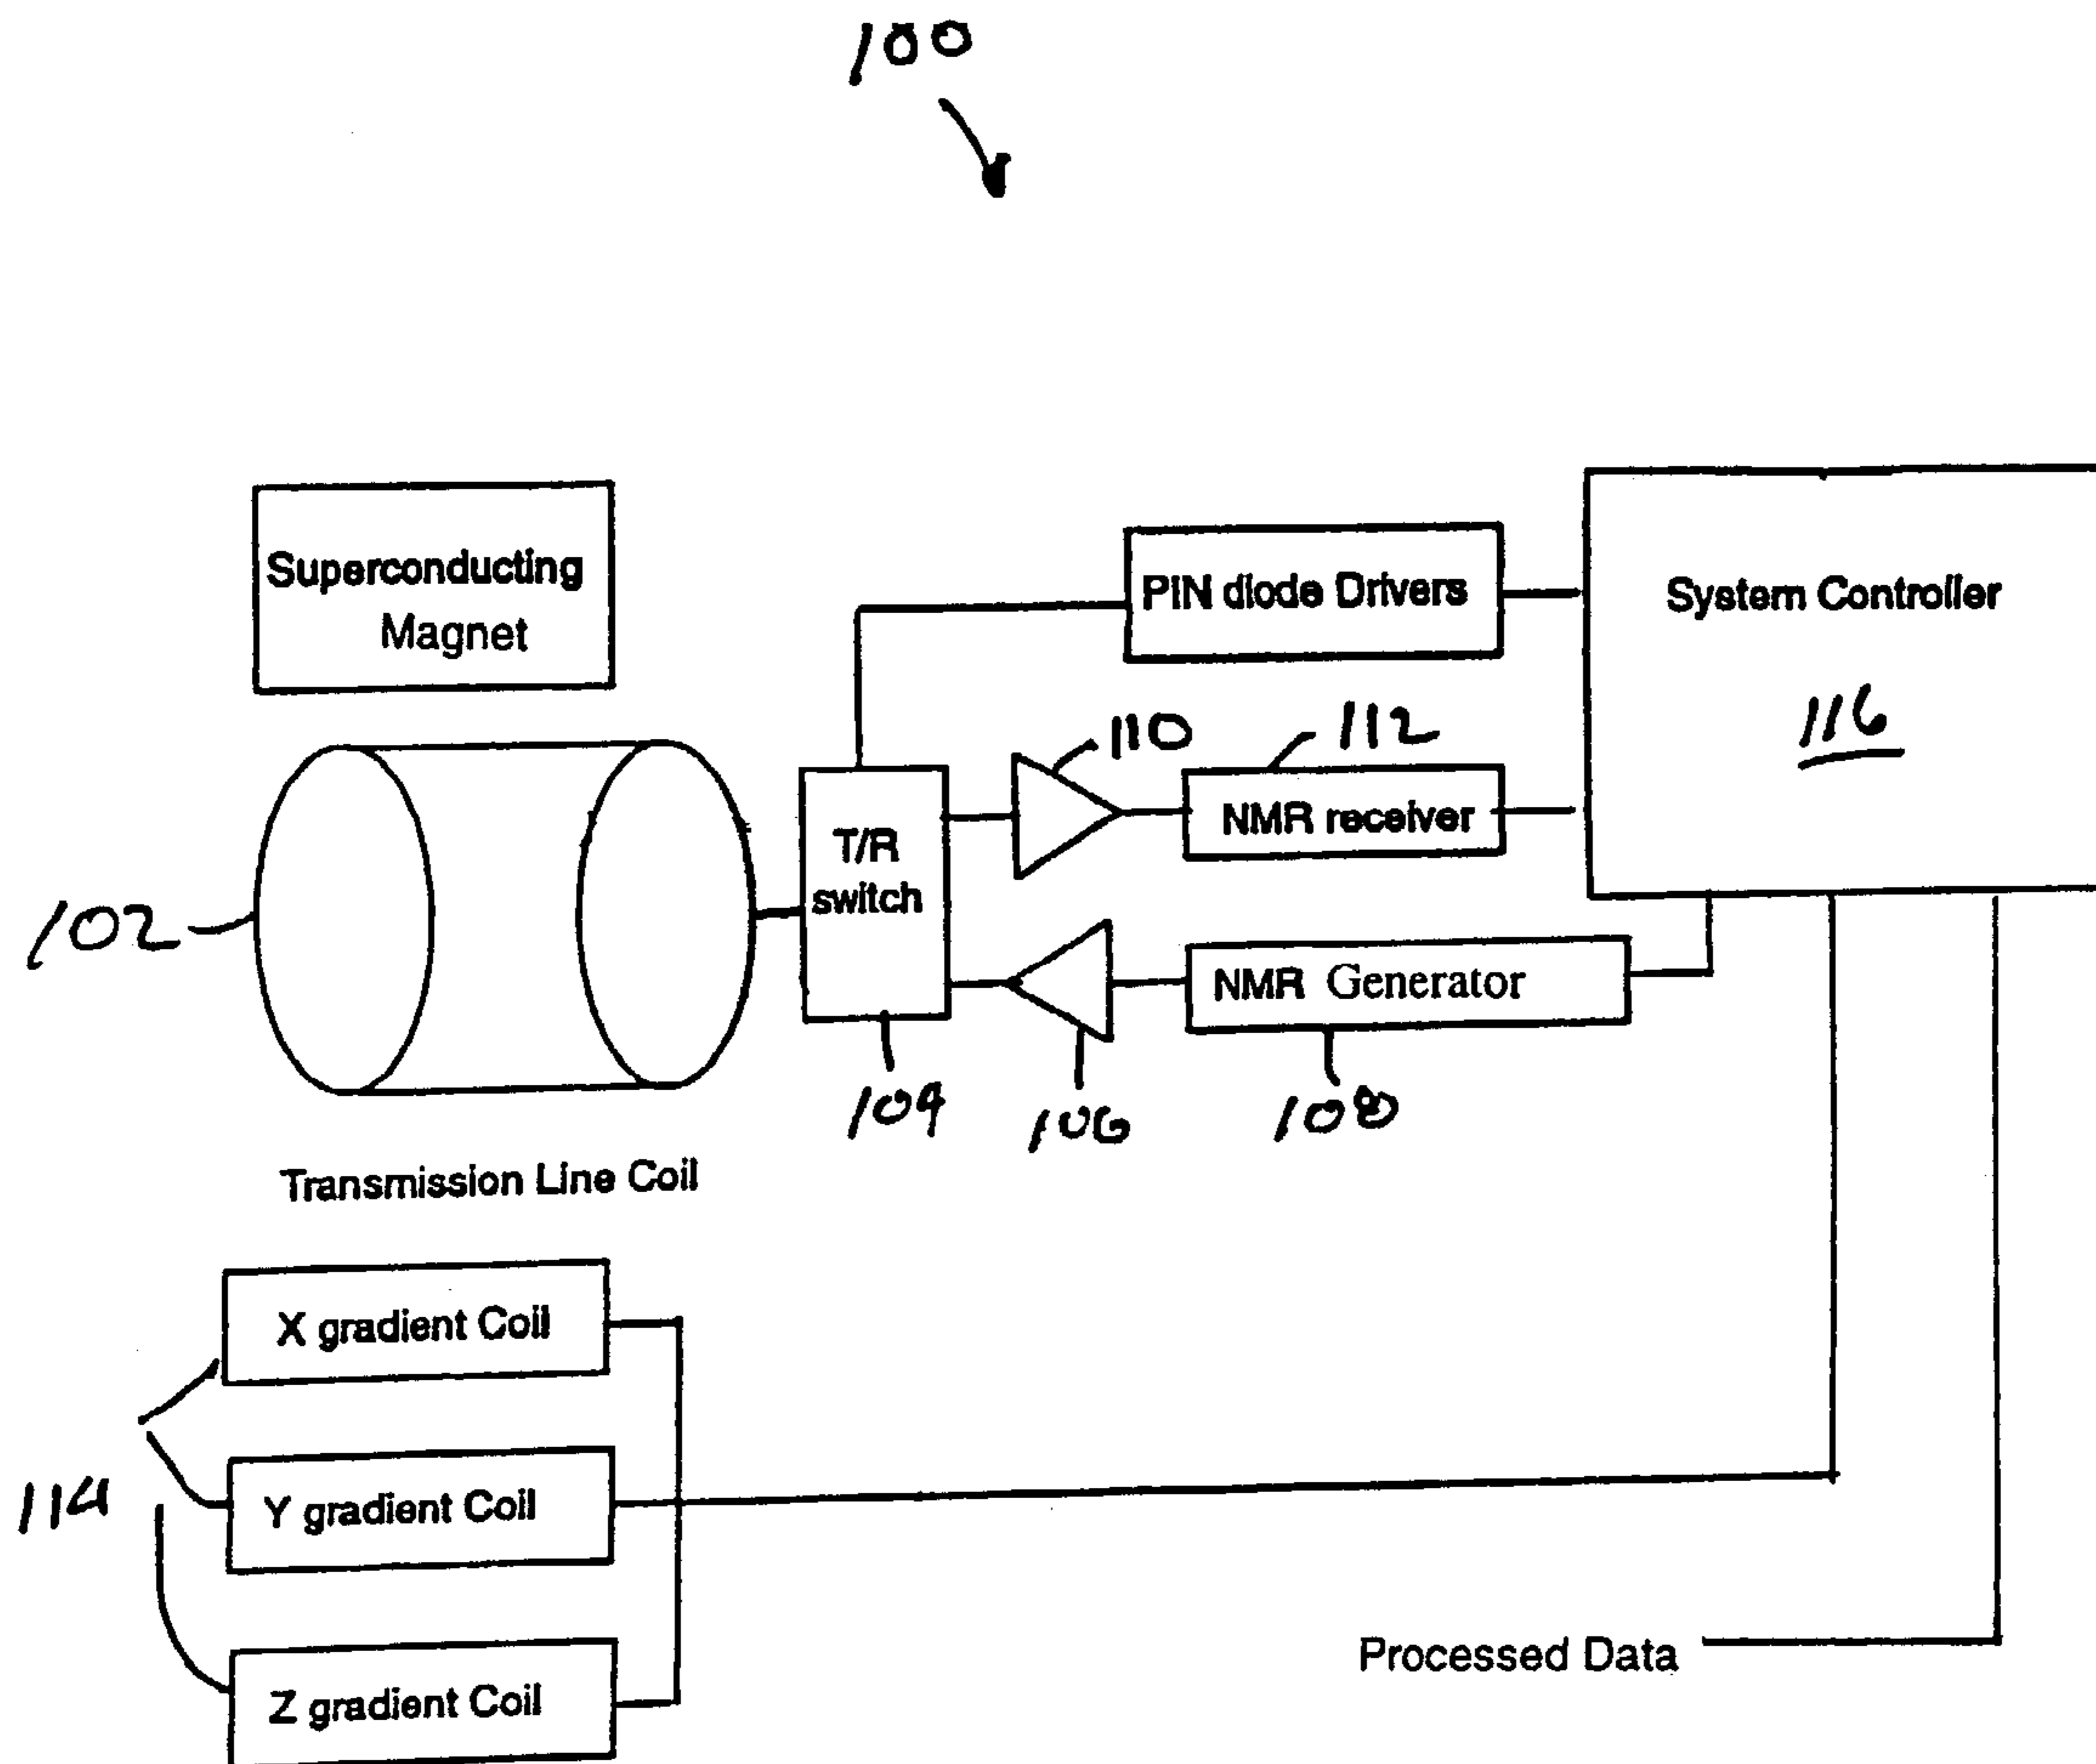 100
Superconducting
Magnet
PIN diode Drivers
System Controller
116
110
112
NMR receiver
T/R
switch
102
NMR Generator
104
106
108
Transmission Line Coil
X gradient Coil
114
Y gradient Coil
Z gradient Coil
Processed Data